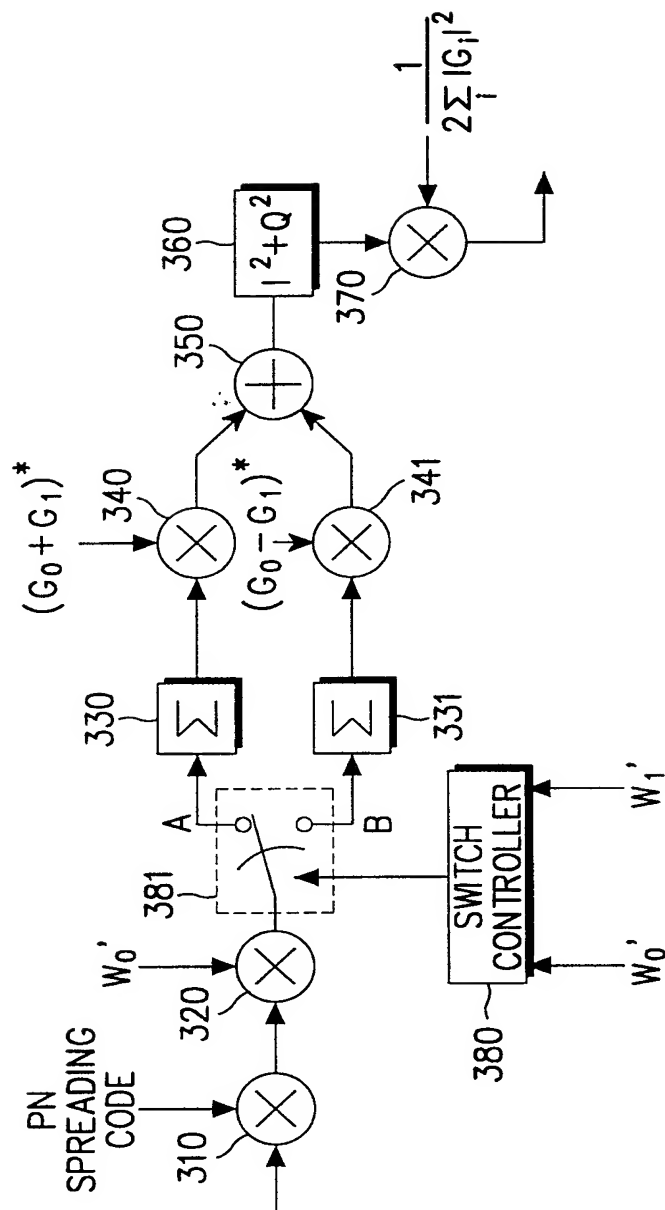 PN
SPREADING
CODE
310
W₀'
320
381
A
B
330
Σ
331
Σ
(G₀+G₁)*
340
(G₀−G₁)*
341
350
360
I²+Q²
370
1
2Σ|Gᵢ|²
i
380
SWITCH
CONTROLLER
W₀'
W₁'